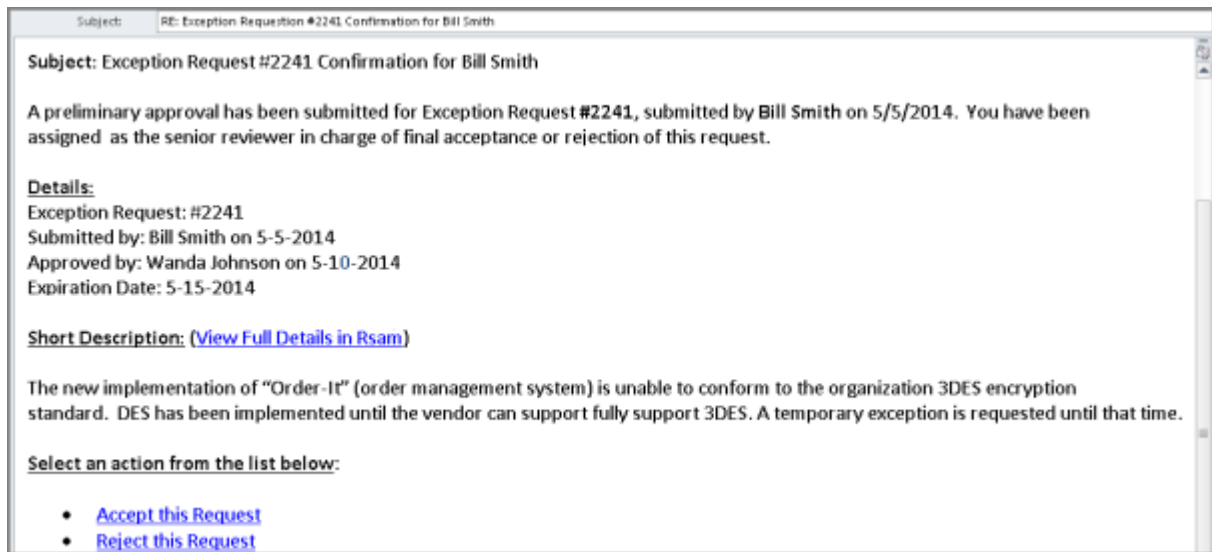 Subject: RE: Exception Requestion #2241 Confirmation for Bill Smith
Subject: Exception Request #2241 Confirmation for Bill Smith
A preliminary approval has been submitted for Exception Request #2241, submitted by Bill Smith on 5/5/2014. You have been
assigned as the senior reviewer in charge of final acceptance or rejection of this request.
Details:
Exception Request: #2241
Submitted by: Bill Smith on 5-5-2014
Approved by: Wanda Johnson on 5-10-2014
Expiration Date: 5-15-2014
Short Description: (View Full Details in Rsam)
The new implementation of “Order-It” (order management system) is unable to conform to the organization 3DES encryption
standard. DES has been implemented until the vendor can support fully support 3DES. A temporary exception is requested until that time.
Select an action from the list below:
• Accept this Request
• Reject this Request